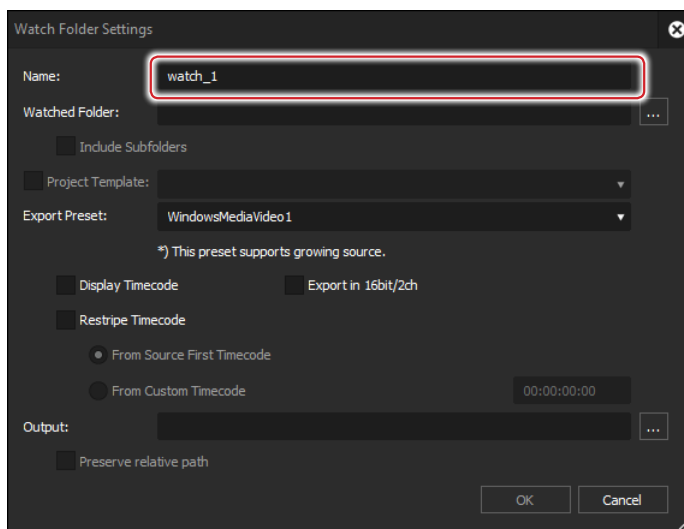 Watch Folder Settings
Name: watch_1
Watched Folder: ...
Include Subfolders
Project Template:
Export Preset: WindowsMediaVideo1
*) This preset supports growing source.
Display Timecode Export in 16bit/2ch
Restripe Timecode
From Source First Timecode
From Custom Timecode 00:00:00:00
Output: ...
Preserve relative path
OK Cancel